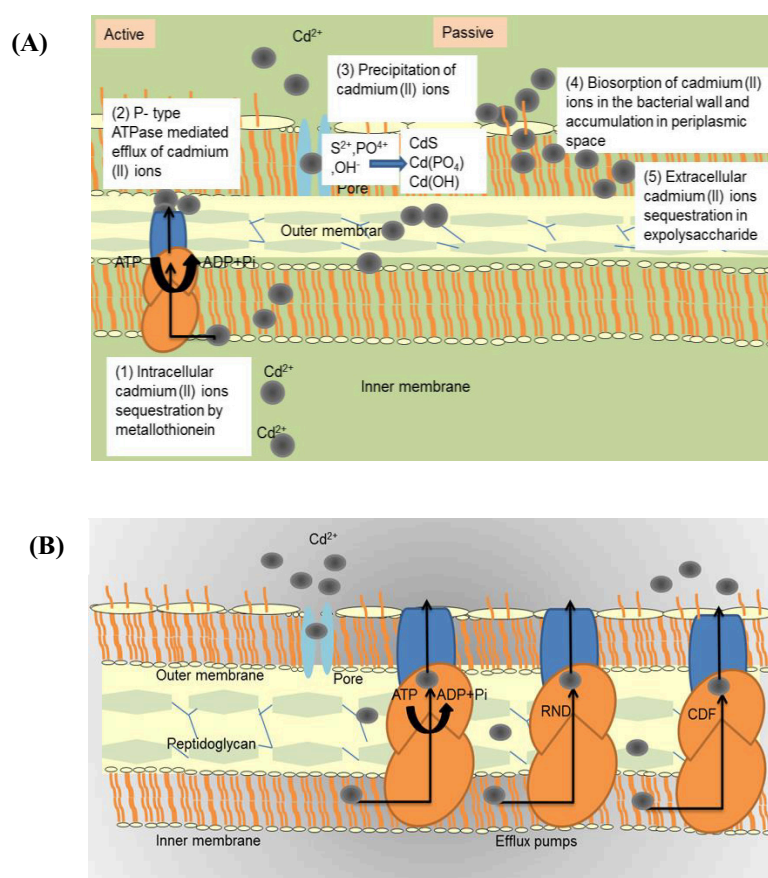 (A)
Active
Cd²⁺
Passive
(3) Precipitation of
cadmium(II) ions
(4) Biosorption of cadmium(II)
ions in the bacterial wall and
accumulation in periplasmic
space
(2) P- type
ATPase mediated
efflux of cadmium
(II) ions
S²⁺,PO⁴⁺
,OH⁻
CdS
Cd(PO₄)
Cd(OH)
Pore
(5) Extracellular
cadmium(II) ions
sequestration in
expolysaccharide
Outer membrane
ATP
ADP+Pi
(1) Intracellular
cadmium(II) ions
sequestration by
metallothionein
Cd²⁺
Inner membrane
Cd²⁺
(B)
Cd²⁺
Outer membrane
Pore
ATP
ADP+Pi
RND
CDF
Peptidoglycan
Inner membrane
Efflux pumps